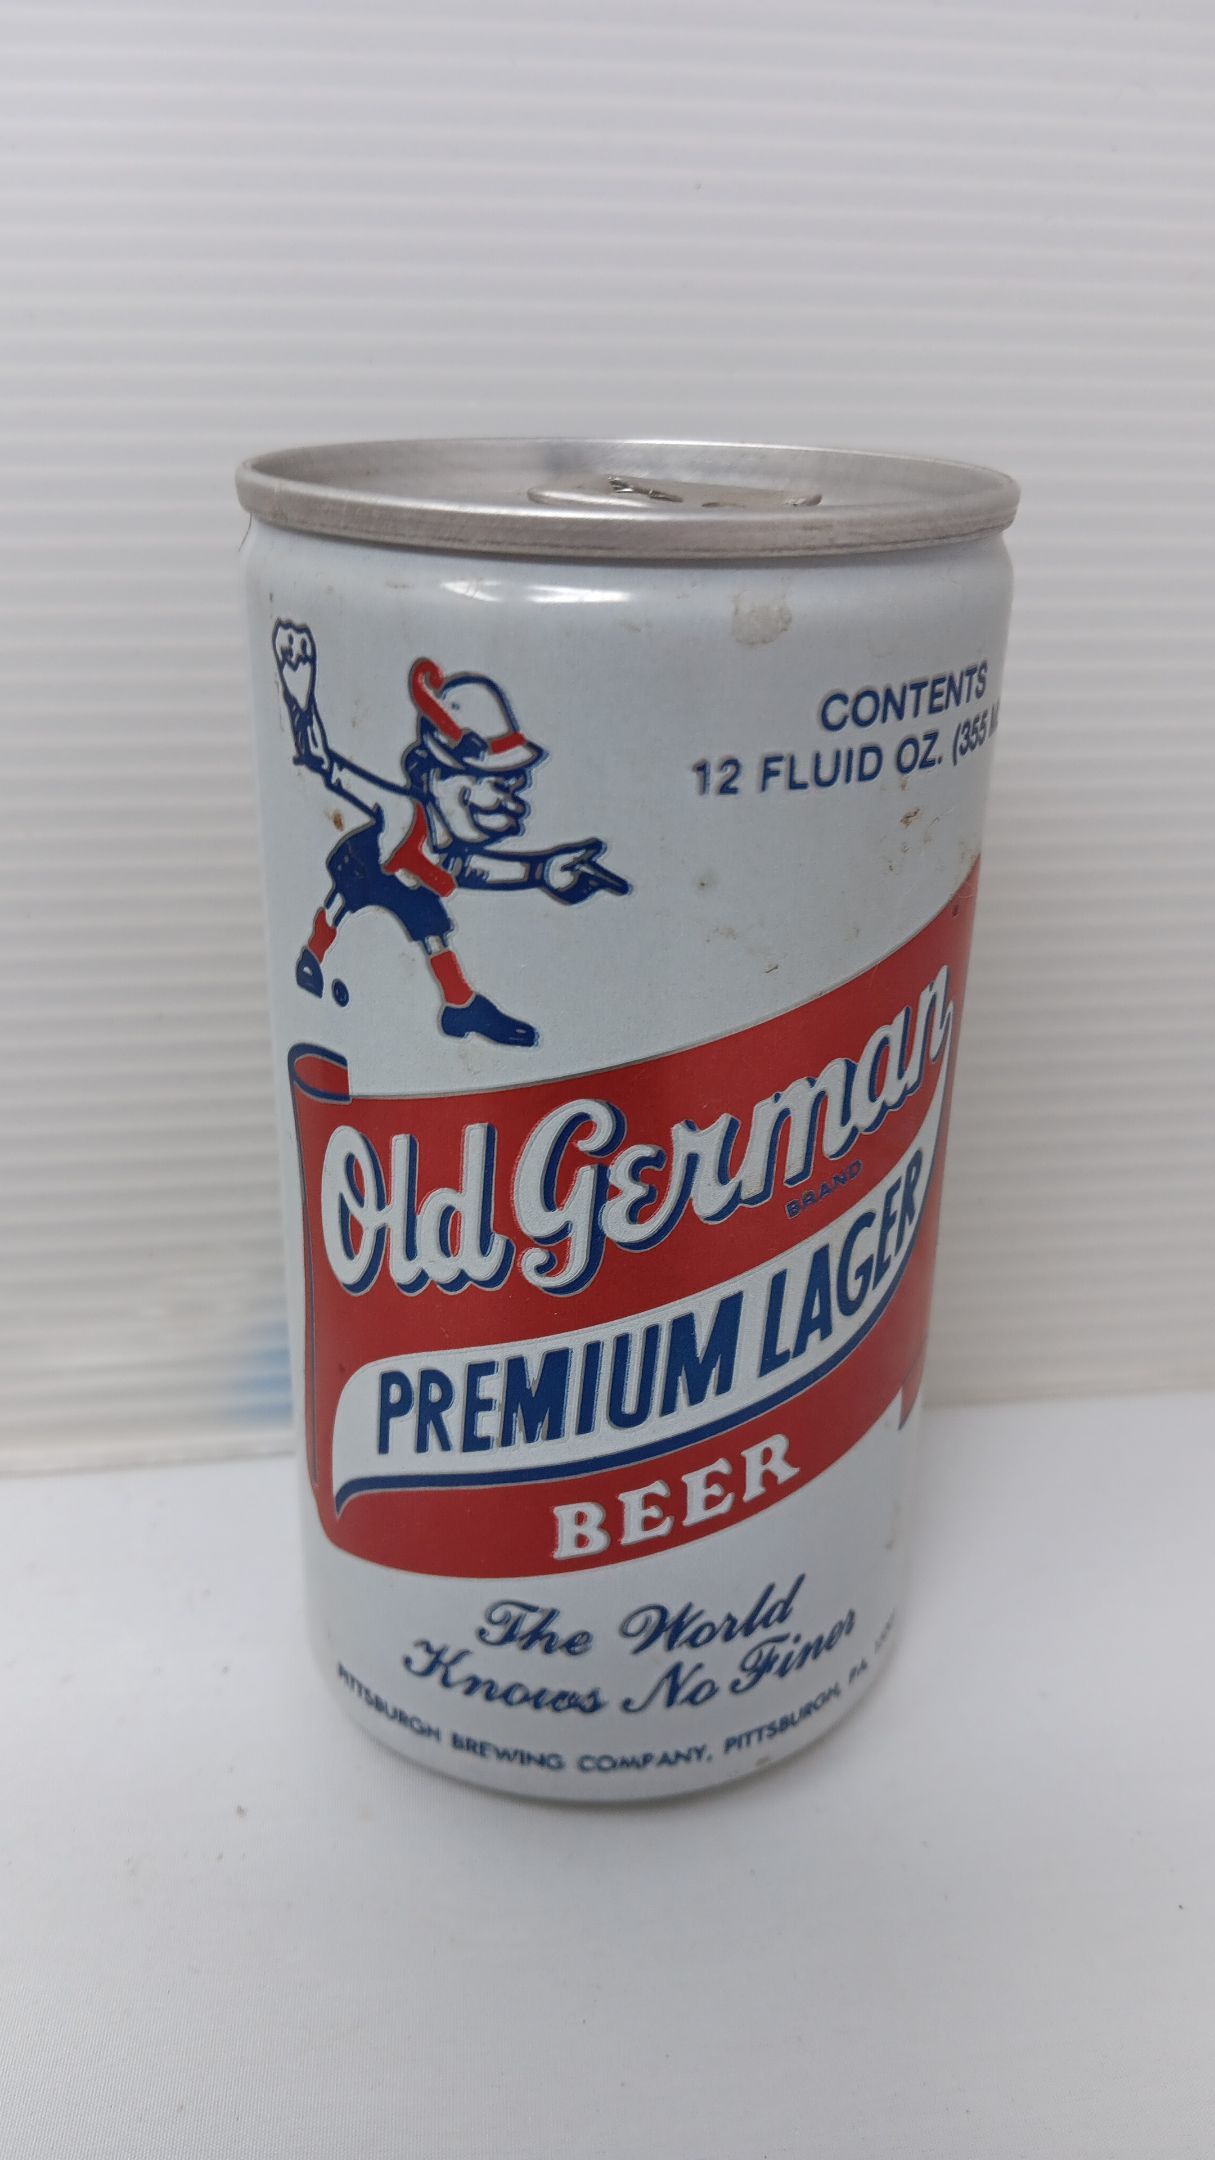 CONTENTS
12 FLUID OZ. (355
Old German
BRAND
PREMIUM LAGER
BEER
The World
Knows No Finer
PITTSBURGH BREWING COMPANY, PITTSBURGH, PA.